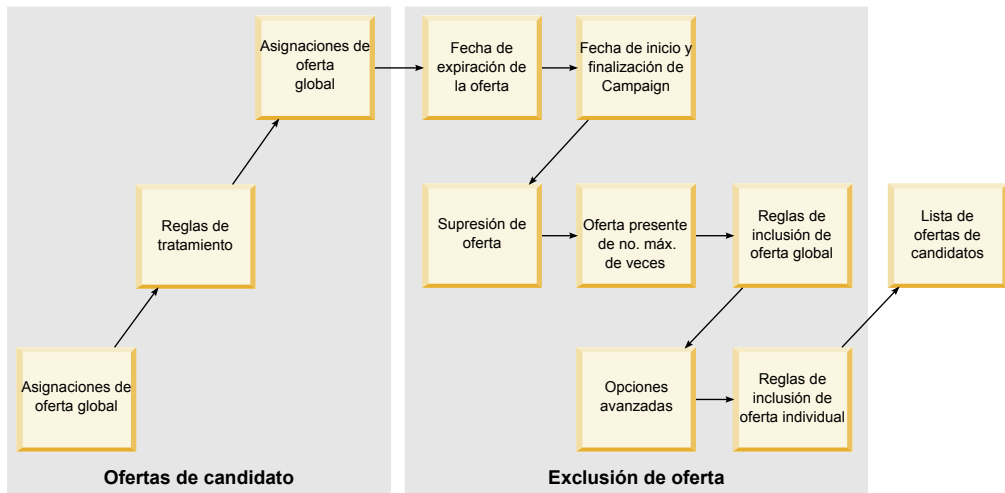 Asignaciones de
oferta
global
Fecha de
expiración de
la oferta
Fecha de inicio y
finalización de
Campaign
Reglas de
tratamiento
Supresión de
oferta
Oferta presente
de no. máx.
de veces
Reglas de
inclusión de
oferta global
Lista de
ofertas de
candidatos
Asignaciones de
oferta global
Opciones
avanzadas
Reglas de
inclusión de
oferta individual
Ofertas de candidato
Exclusión de oferta